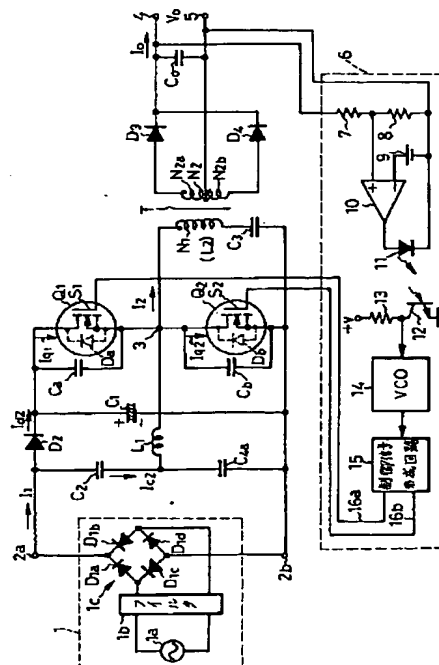 4
Vo
5
Io
Co
D3
D4
N2a
N2
N2b
T
N1
(L2)
C3
Q1
S1
Iq1
Da
Ca
I2
3
Q2
S2
Iq2
Db
Cb
Id2
D2
C1
+
L1
I1
C2
Ic2
C4a
2a
2b
1
D1a
D1b
D1c
D1d
1c
1b
フィルタ
1a
6
7
8
9
10
+
-
11
+V
13
12
14
VCO
15
制御信号
形成回路
16a
16b